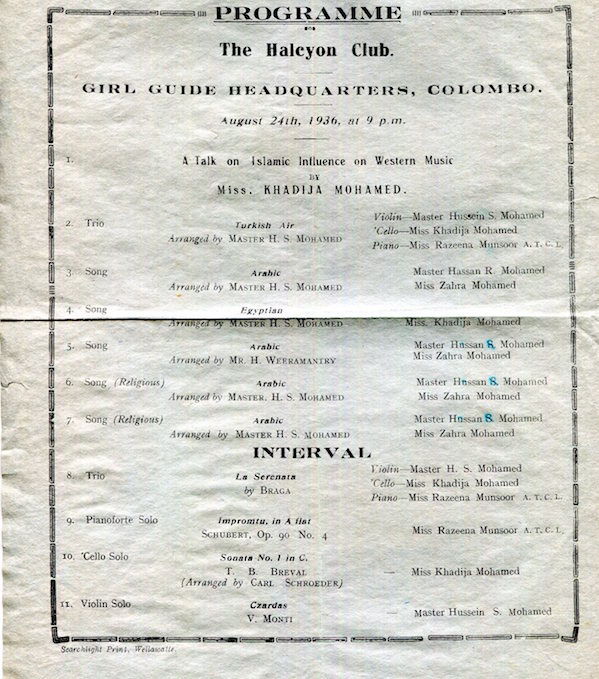 PROGRAMME
The Halcyon Club.
GIRL GUIDE HEADQUARTERS, COLOMBO.
August 24th, 1936, at 9 p.m.
1. A Talk on Islamic Influence on Western Music
BY
Miss. KHADIJA MOHAMED.
2. Trio Turkish Air Violin—Master Hussein S. Mohamed
Arranged by MASTER H. S. MOHAMED 'Cello—Miss Khadija Mohamed
Piano—Miss Razeena Munsoor A. T. C. L.
3. Song Arabic Master Hassan R. Mohamed
Arranged by MASTER H. S. MOHAMED Miss Zahra Mohamed
4. Song Egyptian
Arranged by MASTER H. S. MOHAMED Miss. Khadija Mohamed
5. Song Arabic Master Hussan S. Mohamed
Arranged by MR. H. WEERAMANTRY Miss Zahra Mohamed
6. Song (Religious) Arabic Master Hussan S. Mohamed
Arranged by MASTER. H. S. MOHAMED Miss Zahra Mohamed
7. Song (Religious) Arabic Master Hussan S. Mohamed
Arranged by MASTER H. S. MOHAMED Miss Zahra Mohamed
INTERVAL
8. Trio La Serenata Violin—Master H. S. Mohamed
by BRAGA 'Cello—Miss Khadija Mohamed
Piano—Miss Razeena Munsoor A. T. C. L.
9. Pianoforte Solo Impromtu, in A flat
SCHUBERT, Op. 90 No. 4 Miss Razeena Munsoor A. T. C. L.
10. 'Cello Solo Sonata No. 1 in C.
T. B. BREVAL — Miss Khadija Mohamed
(Arranged by CARL SCHROEDER)
11. Violin Solo Czardas
V. MONTI — Master Hussein S. Mohamed
Searchlight Print, Wellawatte.